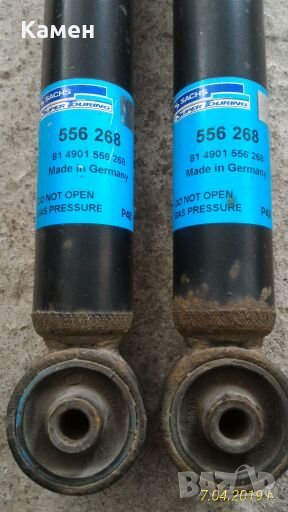 Камен
SACHS
SUPER TOURING
556 268
81 4901 556 268
Made in Germany
DO NOT OPEN
GAS PRESSURE
SACHS
SUPER TOURING
556 268
81 4901 556 268
Made in Germany
DO NOT OPEN
GAS PRESSURE
BAZAR
7.04.2019 г.